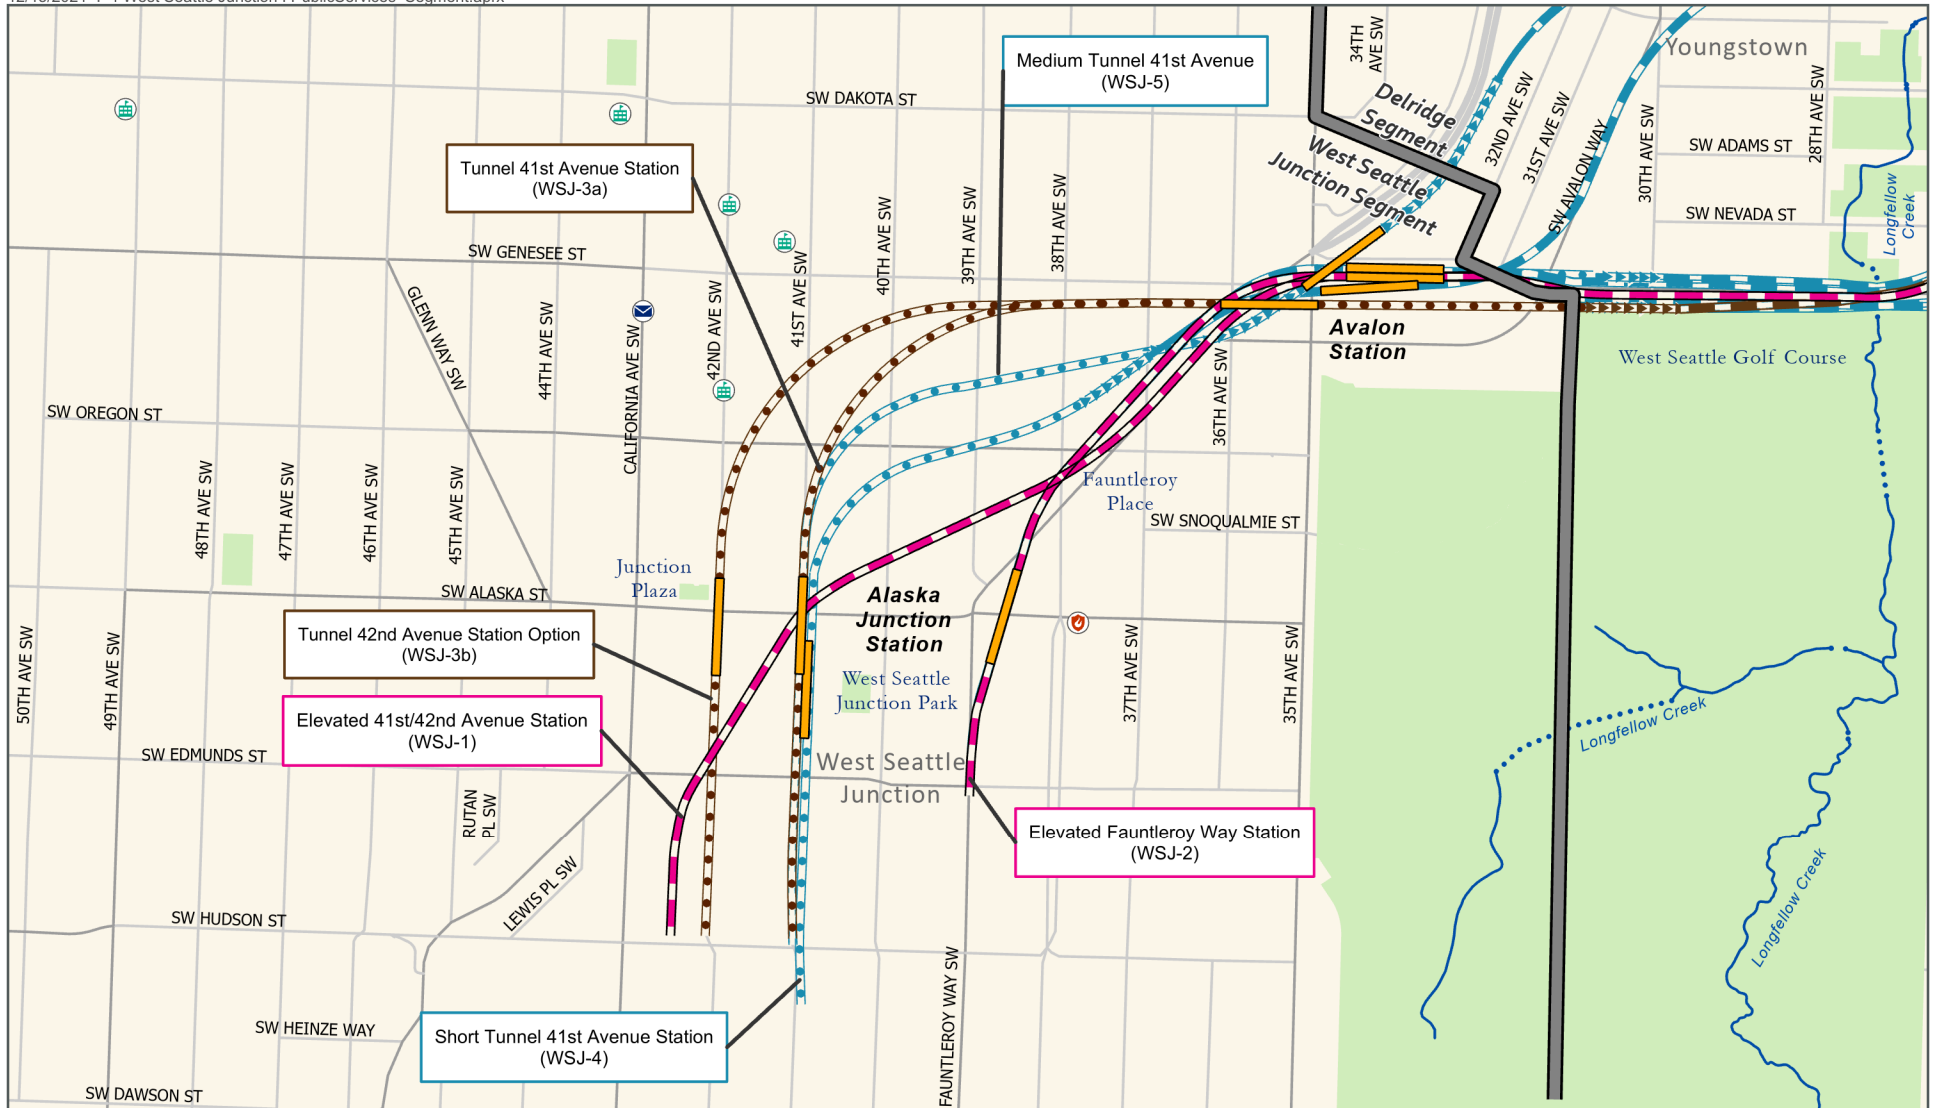 Medium Tunnel 41st Avenue
(WSJ-5)
34TH
AVE SW
Youngstown
SW DAKOTA ST
Delridge
Segment
West Seattle
Junction Segment
32ND AVE SW
31ST AVE SW
SW AVALON WAY
30TH AVE SW
28TH AVE SW
SW ADAMS ST
SW NEVADA ST
Longfellow
Creek
Tunnel 41st Avenue Station
(WSJ-3a)
SW GENESEE ST
GLENN WAY SW
44TH AVE SW
CALIFORNIA AVE SW
42ND AVE SW
41ST AVE SW
40TH AVE SW
39TH AVE SW
38TH AVE SW
36TH AVE SW
Avalon
Station
West Seattle Golf Course
SW OREGON ST
48TH AVE SW
47TH AVE SW
46TH AVE SW
45TH AVE SW
Fauntleroy
Place
SW SNOQUALMIE ST
Junction
Plaza
SW ALASKA ST
Alaska
Junction
Station
50TH AVE SW
49TH AVE SW
Tunnel 42nd Avenue Station Option
(WSJ-3b)
West Seattle
Junction Park
37TH AVE SW
35TH AVE SW
Elevated 41st/42nd Avenue Station
(WSJ-1)
Longfellow Creek
SW EDMUNDS ST
West Seattle
Junction
RUTAN
PL SW
Elevated Fauntleroy Way Station
(WSJ-2)
LEWIS PL SW
SW HUDSON ST
Longfellow Creek
FAUNTLEROY WAY SW
SW HEINZE WAY
Short Tunnel 41st Avenue Station
(WSJ-4)
SW DAWSON ST